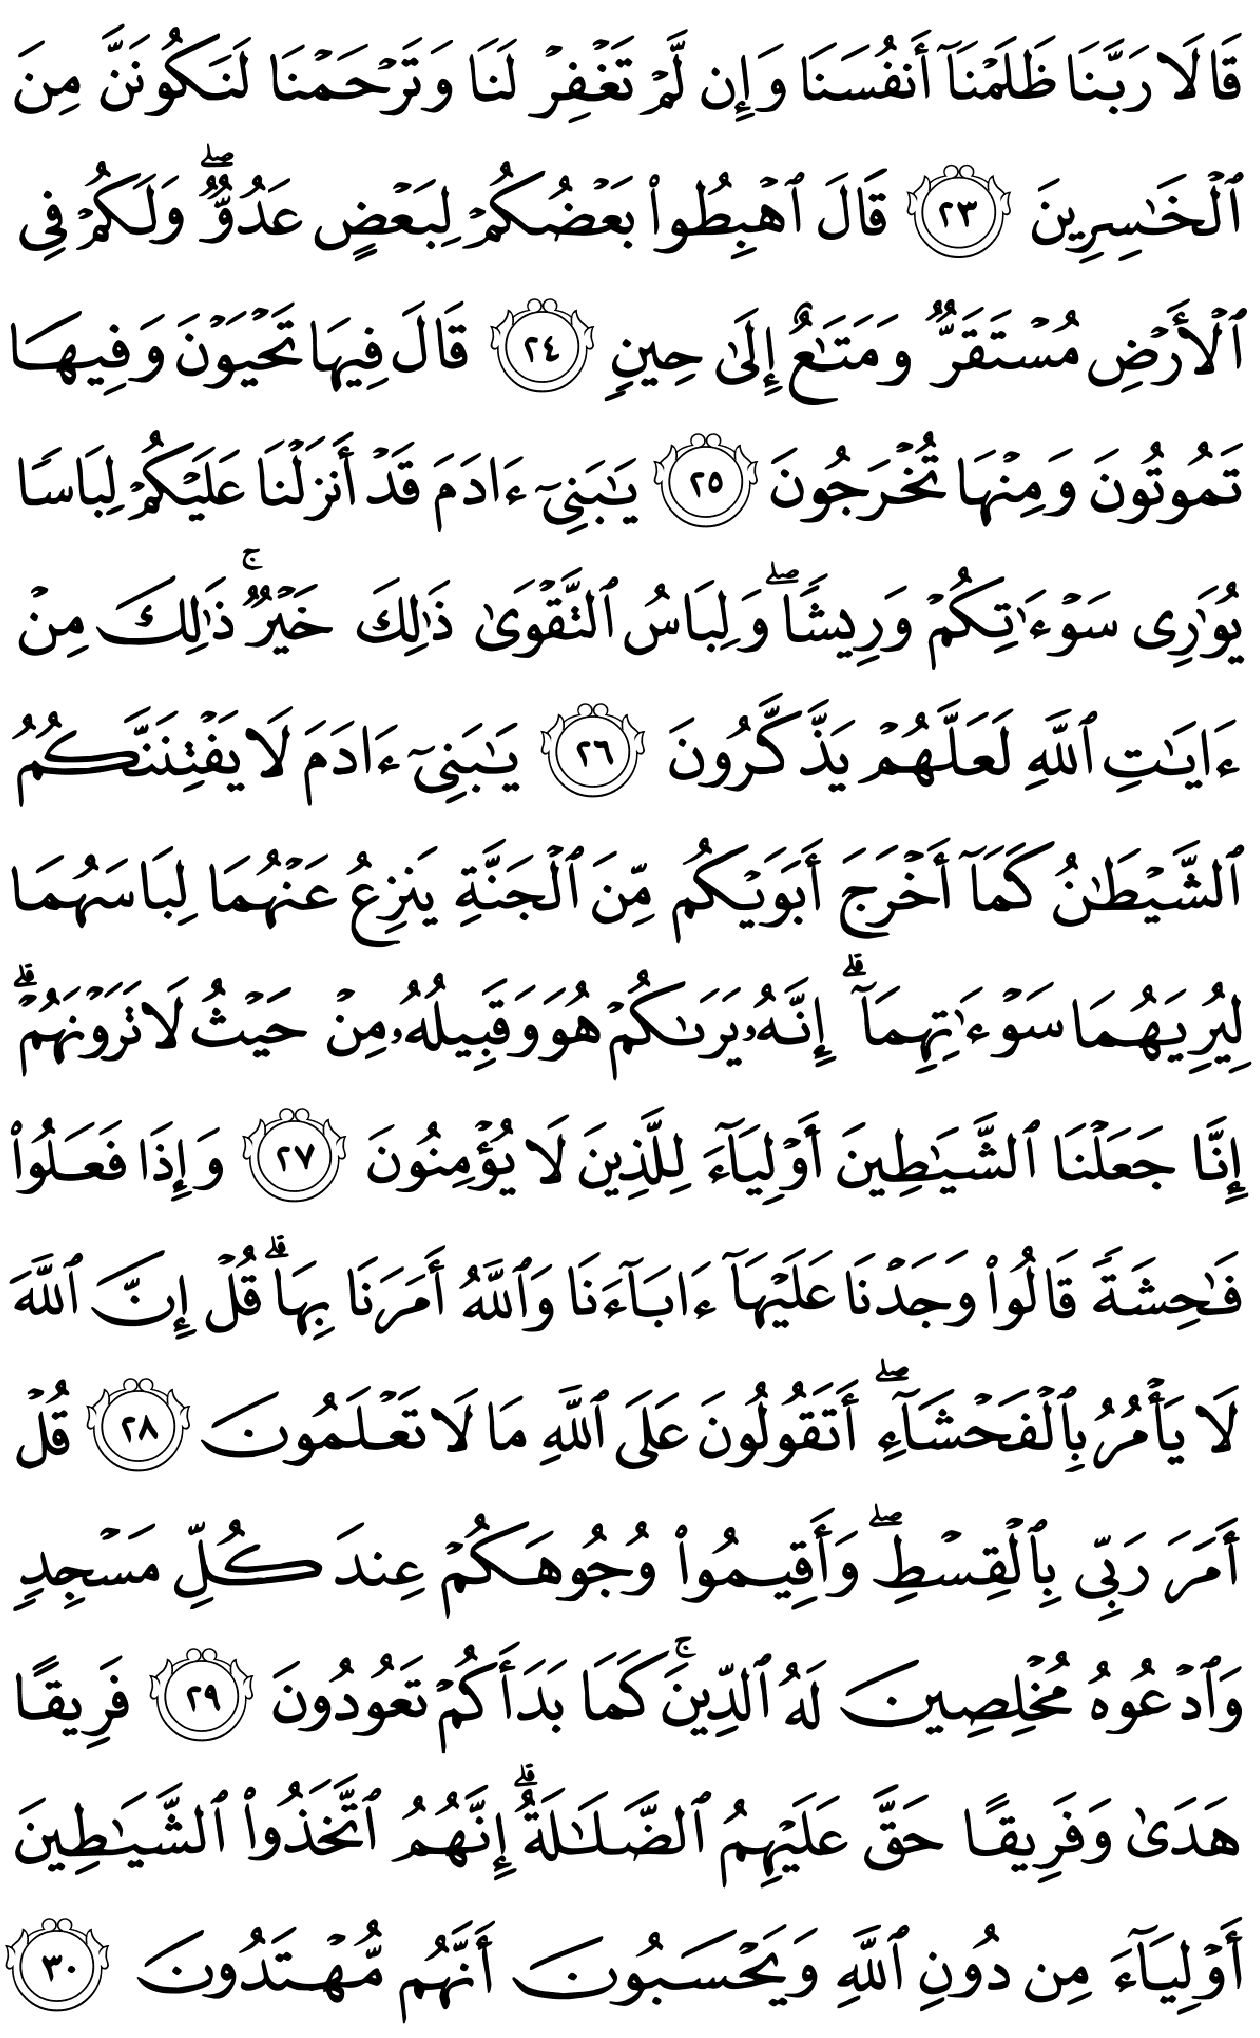 قَالَا رَبَّنَا ظَلَمۡنَآ أَنفُسَنَا وَإِن لَّمۡ تَغۡفِرۡ لَنَا وَتَرۡحَمۡنَا لَنَكُونَنَّ مِنَ
ٱلۡخَٰسِرِينَ ٢٣ قَالَ ٱهۡبِطُواْ بَعۡضُكُمۡ لِبَعۡضٍ عَدُوّٞۖ وَلَكُمۡ فِي
ٱلۡأَرۡضِ مُسۡتَقَرّٞ وَمَتَٰعٌ إِلَىٰ حِينٖ ٢٤ قَالَ فِيهَا تَحۡيَوۡنَ وَفِيهَا
تَمُوتُونَ وَمِنۡهَا تُخۡرَجُونَ ٢٥ يَٰبَنِيٓ ءَادَمَ قَدۡ أَنزَلۡنَا عَلَيۡكُمۡ لِبَاسٗا
يُوَٰرِي سَوۡءَٰتِكُمۡ وَرِيشٗاۖ وَلِبَاسُ ٱلتَّقۡوَىٰ ذَٰلِكَ خَيۡرٞۚ ذَٰلِكَ مِنۡ
ءَايَٰتِ ٱللَّهِ لَعَلَّهُمۡ يَذَّكَّرُونَ ٢٦ يَٰبَنِيٓ ءَادَمَ لَا يَفۡتِنَنَّكُمُ
ٱلشَّيۡطَٰنُ كَمَآ أَخۡرَجَ أَبَوَيۡكُم مِّنَ ٱلۡجَنَّةِ يَنزِعُ عَنۡهُمَا لِبَاسَهُمَا
لِيُرِيَهُمَا سَوۡءَٰتِهِمَآۗ إِنَّهُۥ يَرَىٰكُمۡ هُوَ وَقَبِيلُهُۥ مِنۡ حَيۡثُ لَا تَرَوۡنَهُمۡۗ
إِنَّا جَعَلۡنَا ٱلشَّيَٰطِينَ أَوۡلِيَآءَ لِلَّذِينَ لَا يُؤۡمِنُونَ ٢٧ وَإِذَا فَعَلُواْ
فَٰحِشَةٗ قَالُواْ وَجَدۡنَا عَلَيۡهَآ ءَابَآءَنَا وَٱللَّهُ أَمَرَنَا بِهَاۗ قُلۡ إِنَّ ٱللَّهَ
لَا يَأۡمُرُ بِٱلۡفَحۡشَآءِۖ أَتَقُولُونَ عَلَى ٱللَّهِ مَا لَا تَعۡلَمُونَ ٢٨ قُلۡ
أَمَرَ رَبِّي بِٱلۡقِسۡطِۖ وَأَقِيمُواْ وُجُوهَكُمۡ عِندَ كُلِّ مَسۡجِدٖ
وَٱدۡعُوهُ مُخۡلِصِينَ لَهُ ٱلدِّينَۚ كَمَا بَدَأَكُمۡ تَعُودُونَ ٢٩ فَرِيقًا
هَدَىٰ وَفَرِيقًا حَقَّ عَلَيۡهِمُ ٱلضَّلَٰلَةُۗ إِنَّهُمُ ٱتَّخَذُواْ ٱلشَّيَٰطِينَ
أَوۡلِيَآءَ مِن دُونِ ٱللَّهِ وَيَحۡسَبُونَ أَنَّهُم مُّهۡتَدُونَ ٣٠